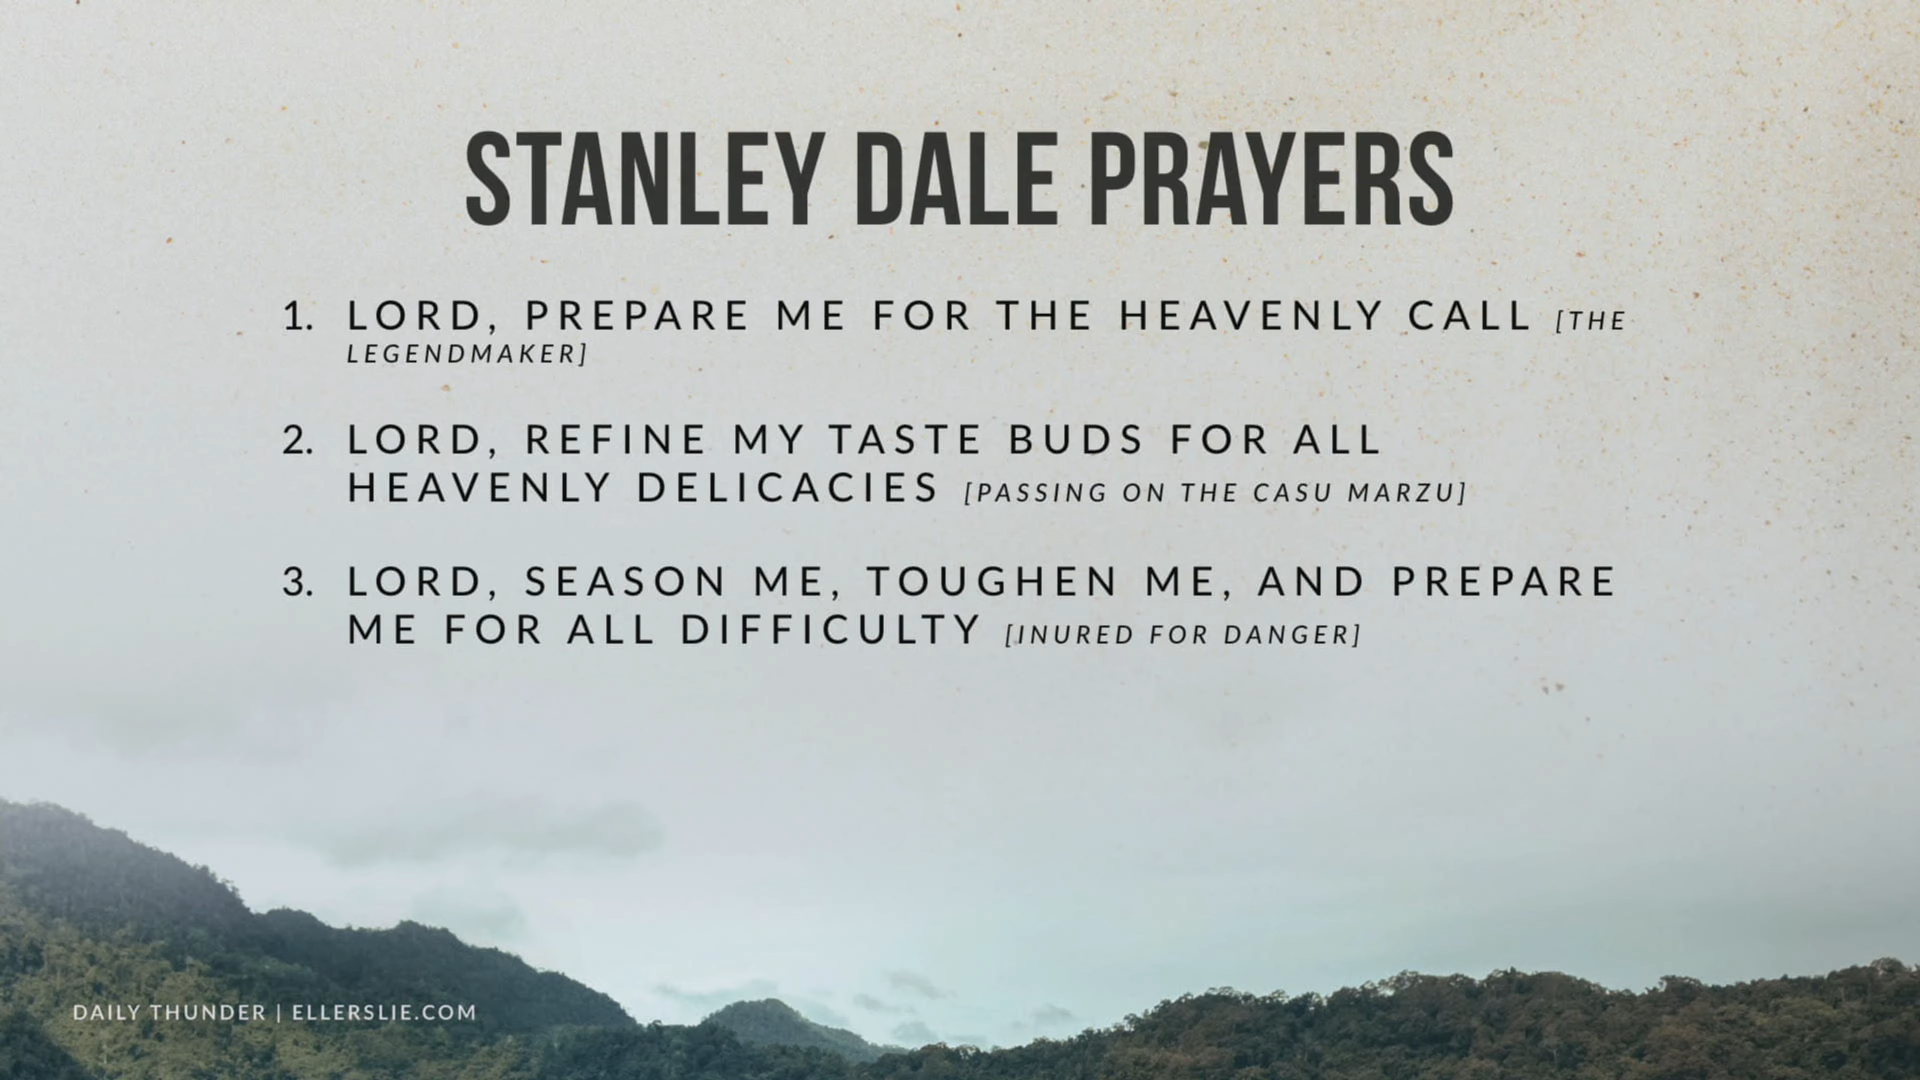 STANLEY DALE PRAYERS
1. LORD, PREPARE ME FOR THE HEAVENLY CALL [THE
LEGENDMAKER]
2. LORD, REFINE MY TASTE BUDS FOR ALL
HEAVENLY DELICACIES [PASSING ON THE CASU MARZU]
3. LORD, SEASON ME, TOUGHEN ME, AND PREPARE
ME FOR ALL DIFFICULTY [INURED FOR DANGER]
DAILY THUNDER | ELLERSLIE.COM